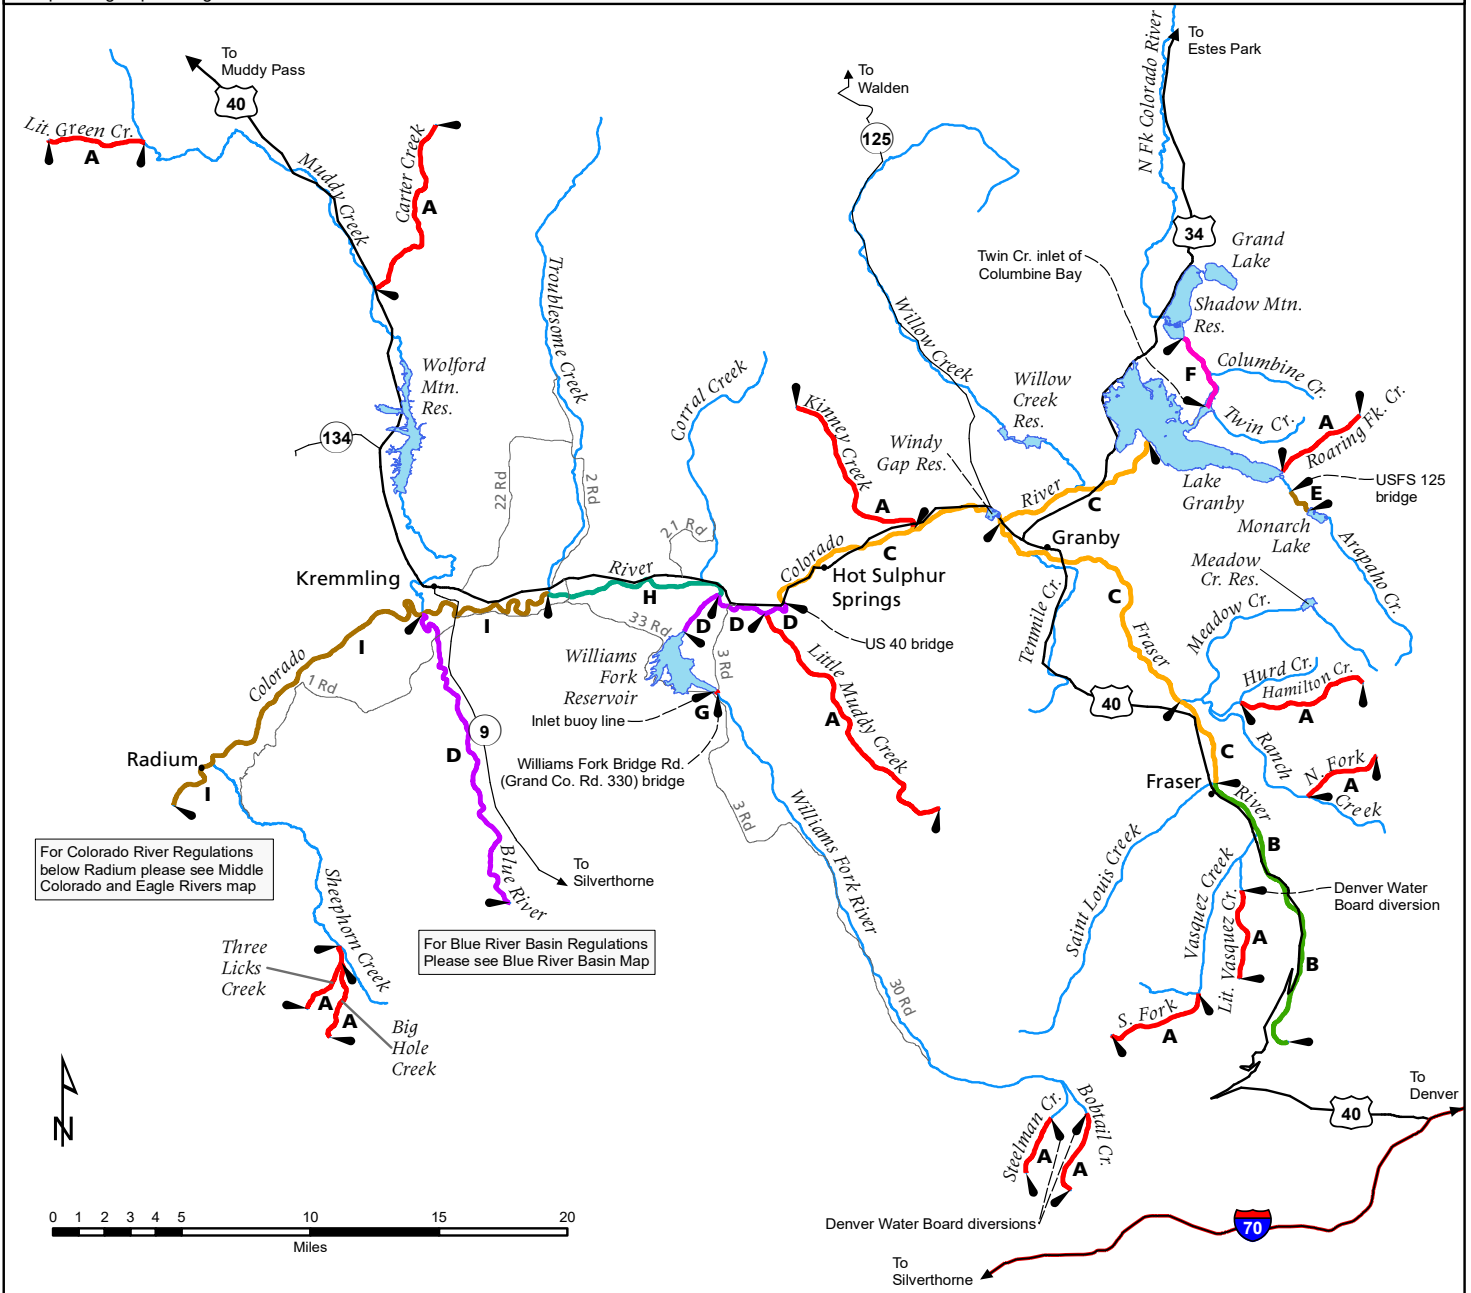 To
Muddy Pass
40
Lit. Green Cr.
A
Muddy Creek
Carter Creek
A
To
Walden
125
N Fk Colorado River
To
Estes Park
34
Grand
Lake
Twin Cr. inlet of
Columbine Bay
Shadow Mtn.
Res.
Troublesome Creek
Willow Creek
Wolford
Mtn.
Res.
Corral Creek
Kinney Creek
A
Willow
Creek
Res.
Windy
Gap Res.
F
Columbine Cr.
Twin Cr.
A
Roaring Fk. Cr.
134
22 Rd
2 Rd
21 Rd
River
C
Lake
Granby
E
USFS 125
bridge
Monarch
Lake
Arapaho Cr.
Granby
Colorado
C
Hot Sulphur
Springs
Kremmling
River
H
I
I
33 Rd
D
D
D
US 40 bridge
Tenmile Cr.
C
Fraser
Meadow
Cr. Res.
Meadow Cr.
Hurd Cr.
Hamilton Cr.
A
Williams
Fork
Reservoir
3 Rd
Little Muddy Creek
A
Inlet buoy line
G
Williams Fork Bridge Rd.
(Grand Co. Rd. 330) bridge
Colorado
1 Rd
9
D
Radium
I
40
C
Ranch
Creek
N. Fork
A
Fraser
River
B
3 Rd
Williams Fork River
For Colorado River Regulations
below Radium please see Middle
Colorado and Eagle Rivers map
Blue River
To
Silverthorne
Sheephorn Creek
For Blue River Basin Regulations
Please see Blue River Basin Map
Three
Licks
Creek
A
A
Big
Hole
Creek
Saint Louis Creek
Vasquez Creek
Lit. Vasquez Cr.
A
Denver Water
Board diversion
B
S. Fork
A
30 Rd
N
Steelman Cr.
A
Bobtail Cr.
A
Denver Water Board diversions
To
Denver
40
70
To
Silverthorne
0 1 2 3 4 5 10 15 20
Miles